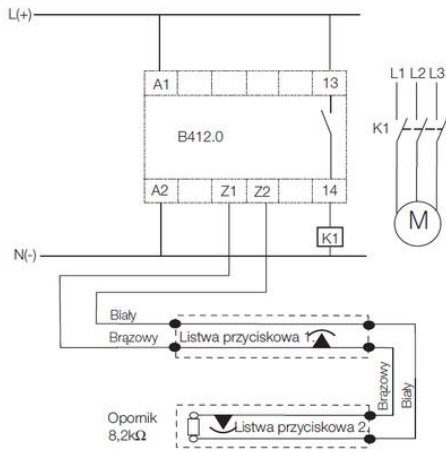 L(+)
A1
13
L1 L2 L3
B412.0
K1
M
A2
Z1
Z2
14
K1
N(-)
Biały
Brązowy
Listwa przyciskowa 1.
Brązowy
Biały
Opornik
8,2kΩ
Listwa przyciskowa 2.